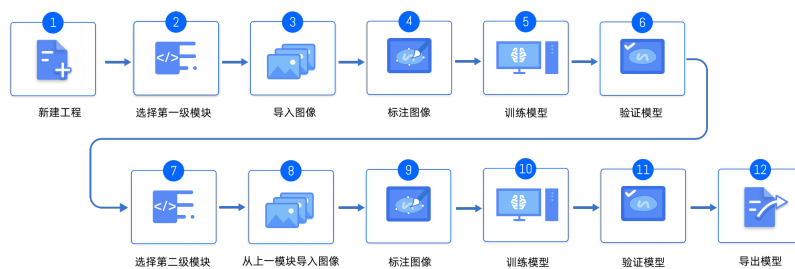 1 2 3 4 5 6
</>
新建工程 选择第一级模块 导入图像 标注图像 训练模型 验证模型
7 8 9 10 11 12
</>
选择第二级模块 从上一模块导入图像 标注图像 训练模型 验证模型 导出模型